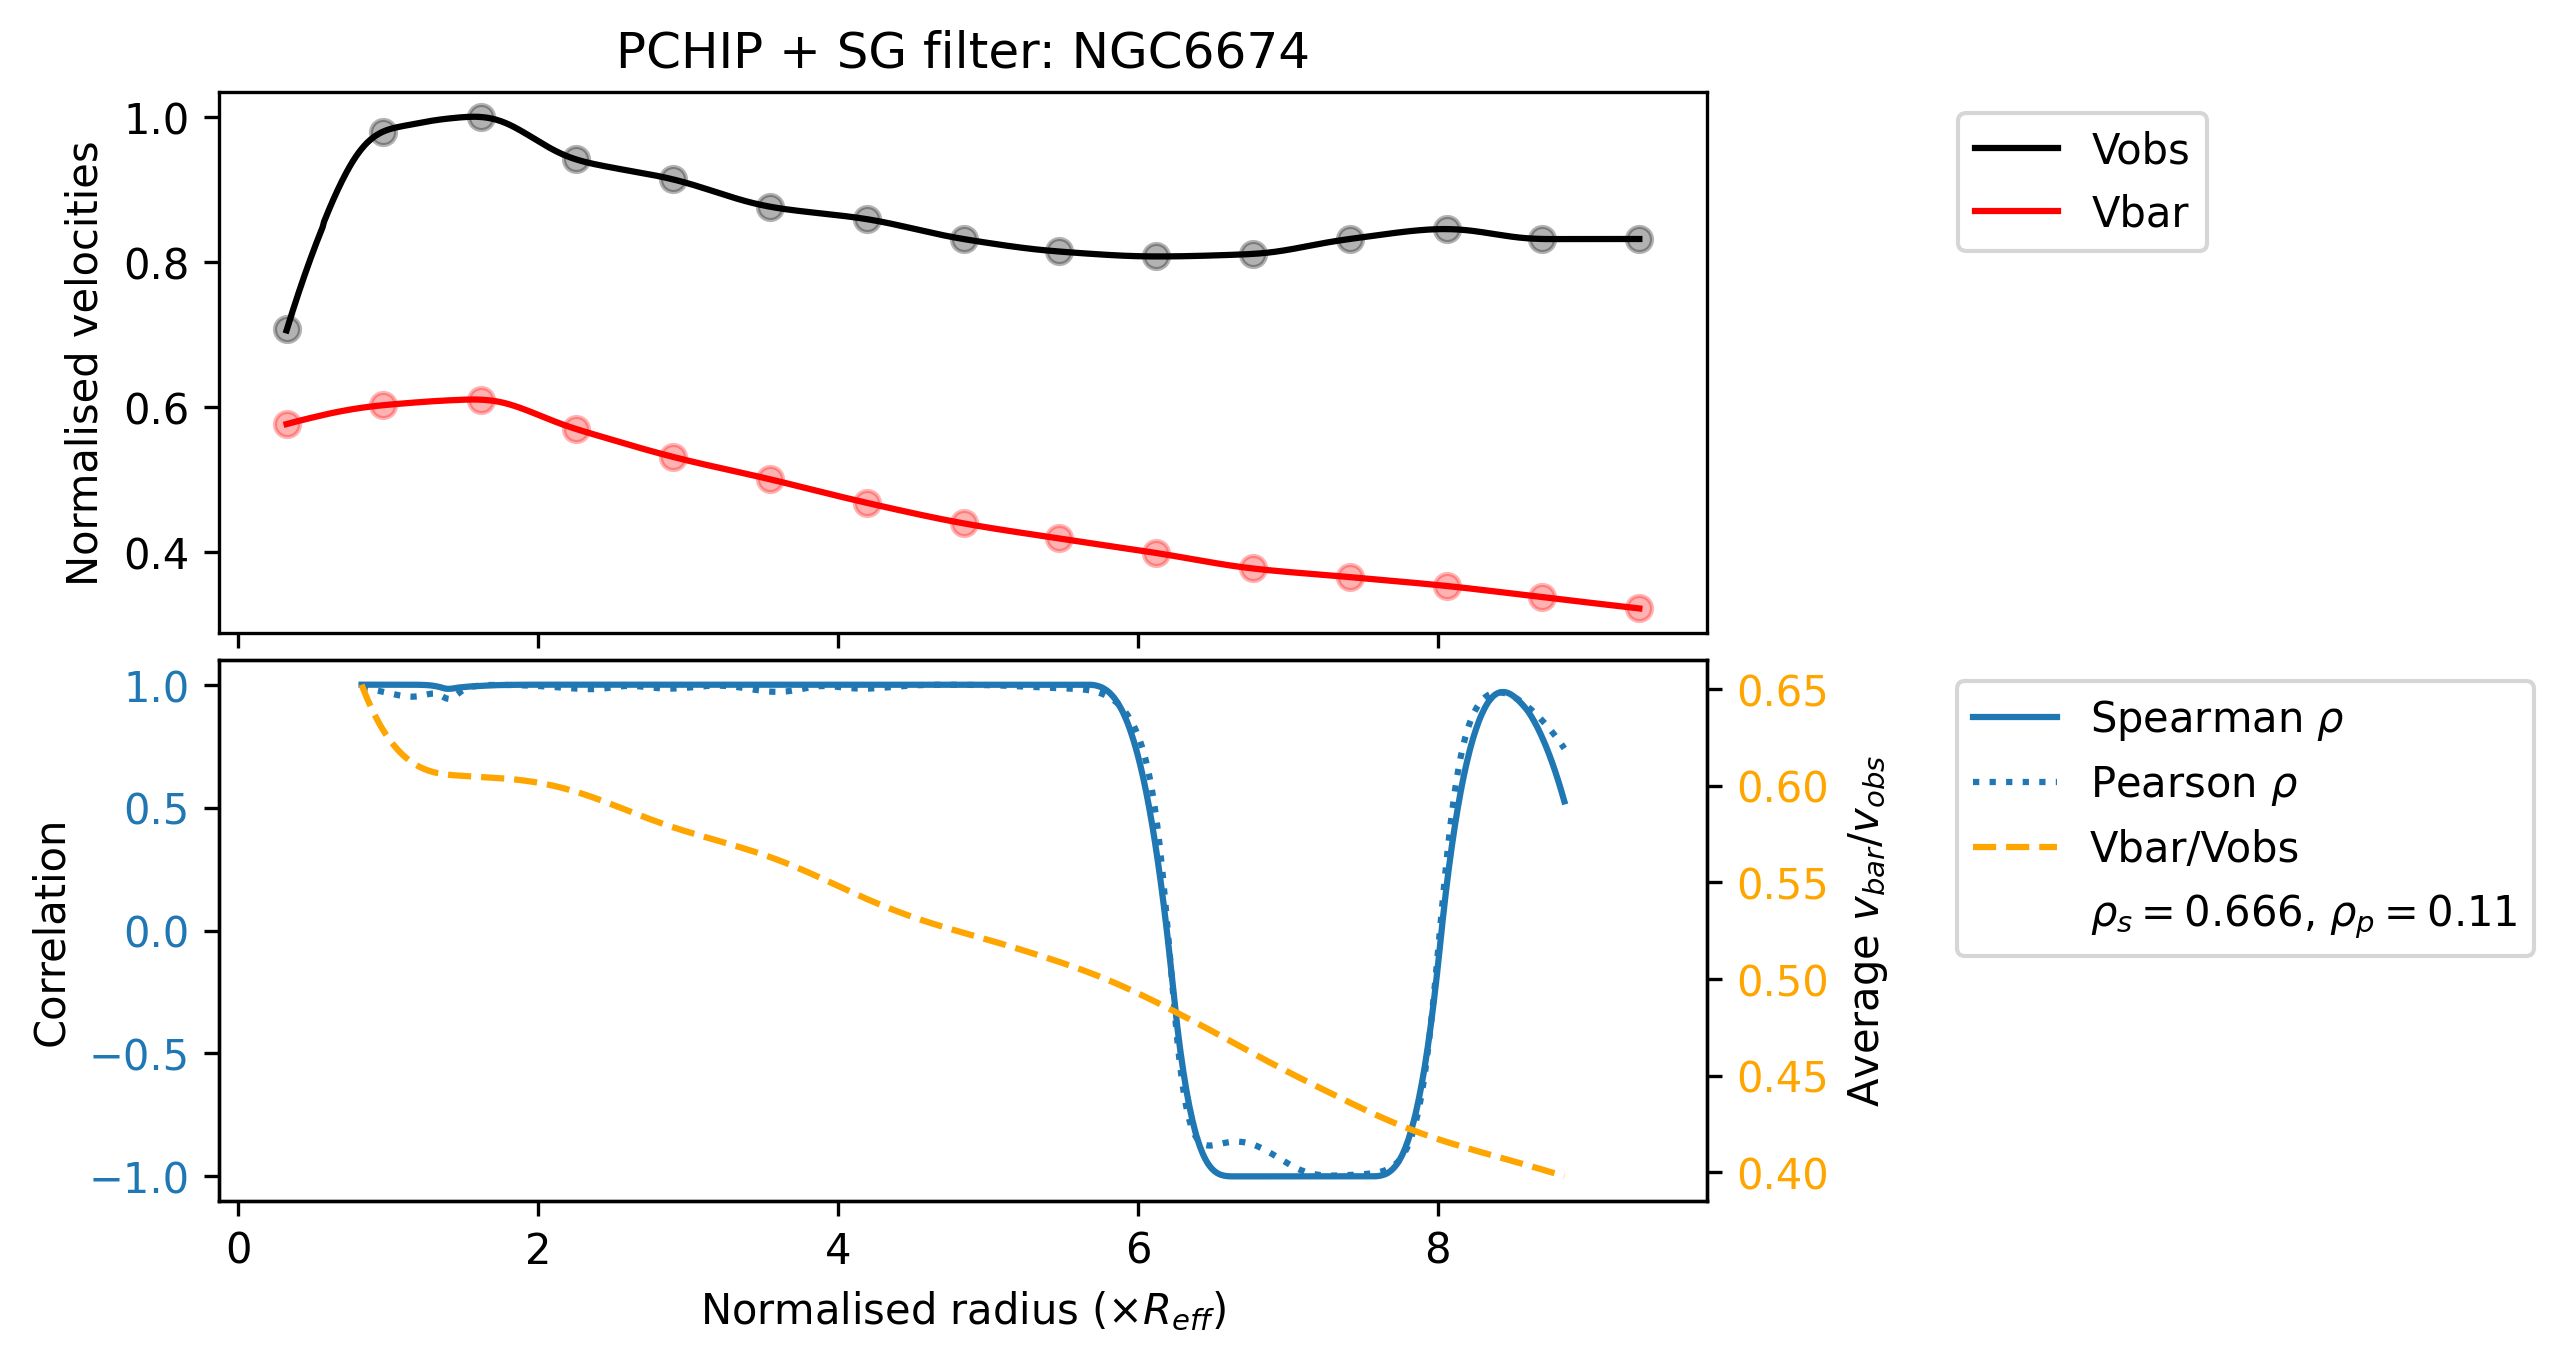 PCHIP + SG filter: NGC6674
Normalised velocities
1.0
0.8
0.6
0.4
Vobs
Vbar
Correlation
1.0
0.5
0.0
−0.5
−1.0
0.65
0.60
0.55
0.50
0.45
0.40
Average v_bar/v_obs
Spearman ρ
Pearson ρ
Vbar/Vobs
ρ_s = 0.666, ρ_p = 0.11
0 2 4 6 8
Normalised radius (×R_eff)